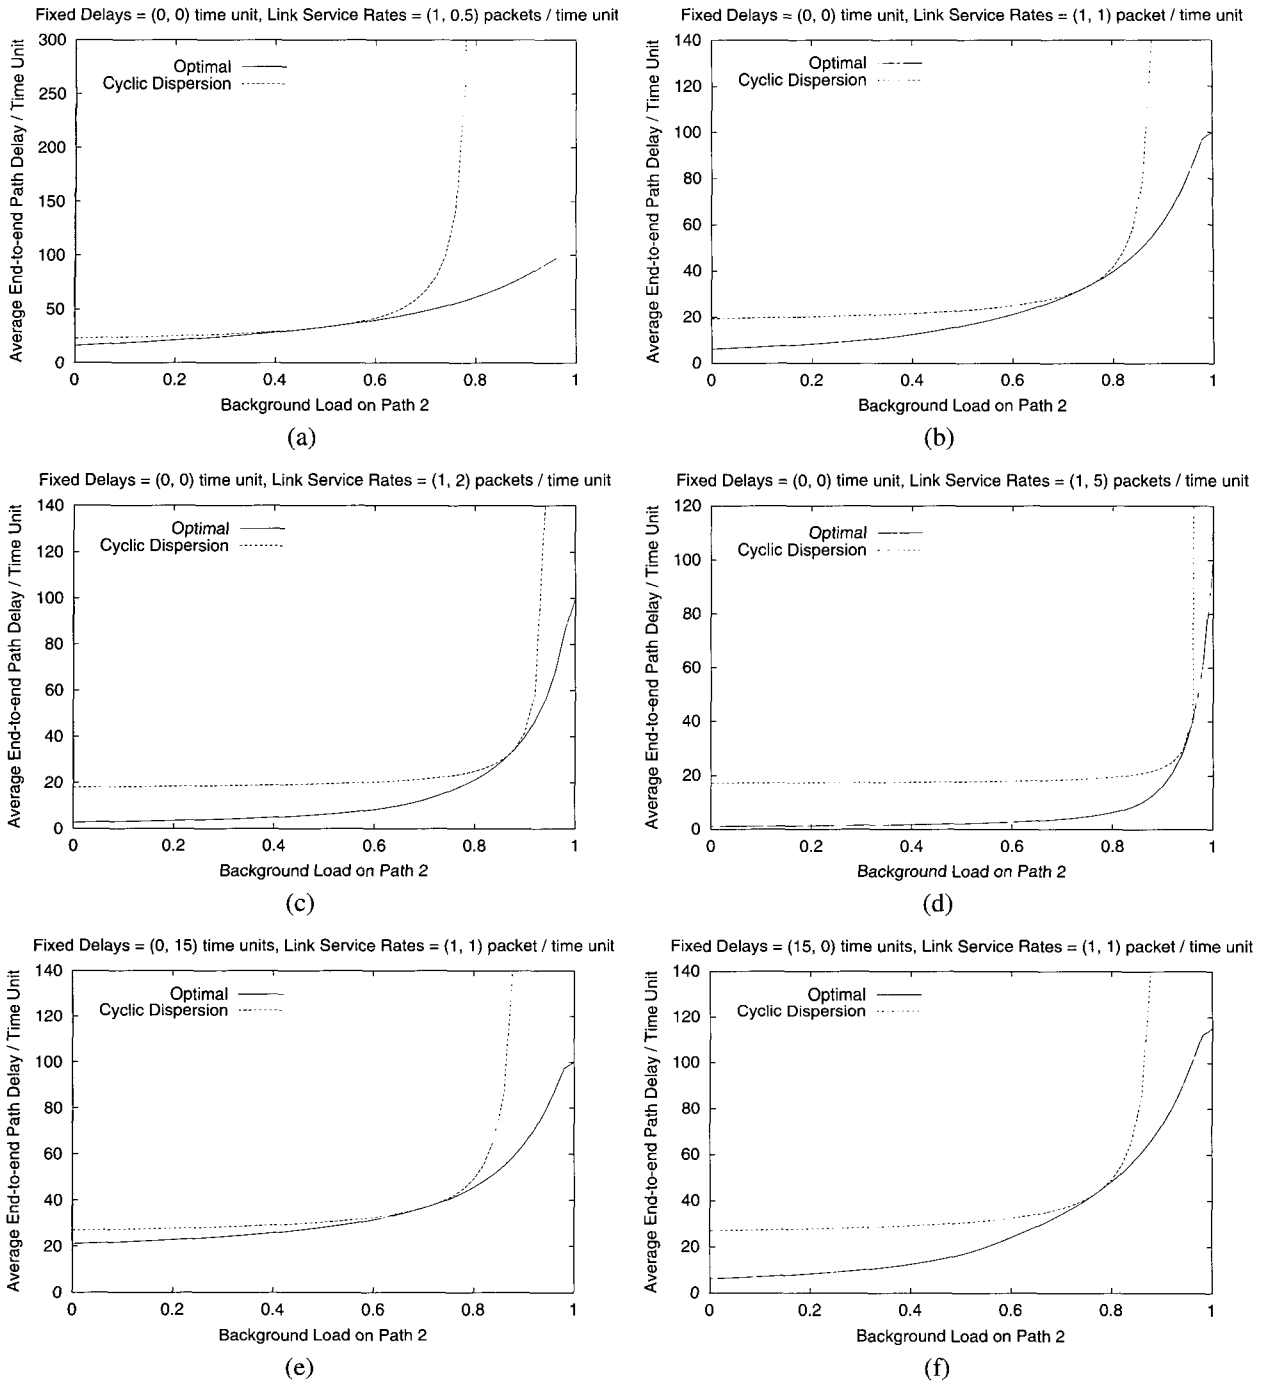 Fixed Delays = (0, 0) time unit, Link Service Rates = (1, 0.5) packets / time unit
Average End-to-end Path Delay / Time Unit
300
250
200
150
100
50
0
Optimal
Cyclic Dispersion
0 0.2 0.4 0.6 0.8 1
Background Load on Path 2
(a)
Fixed Delays = (0, 0) time unit, Link Service Rates = (1, 1) packet / time unit
Average End-to-end Path Delay / Time Unit
140
120
100
80
60
40
20
0
Optimal
Cyclic Dispersion
0 0.2 0.4 0.6 0.8 1
Background Load on Path 2
(b)
Fixed Delays = (0, 0) time unit, Link Service Rates = (1, 2) packets / time unit
Average End-to-end Path Delay / Time Unit
140
120
100
80
60
40
20
0
Optimal
Cyclic Dispersion
0 0.2 0.4 0.6 0.8 1
Background Load on Path 2
(c)
Fixed Delays = (0, 0) time unit, Link Service Rates = (1, 5) packets / time unit
Average End-to-end Path Delay / Time Unit
120
100
80
60
40
20
0
Optimal
Cyclic Dispersion
0 0.2 0.4 0.6 0.8 1
Background Load on Path 2
(d)
Fixed Delays = (0, 15) time units, Link Service Rates = (1, 1) packet / time unit
Average End-to-end Path Delay / Time Unit
140
120
100
80
60
40
20
0
Optimal
Cyclic Dispersion
0 0.2 0.4 0.6 0.8 1
Background Load on Path 2
(e)
Fixed Delays = (15, 0) time units, Link Service Rates = (1, 1) packet / time unit
Average End-to-end Path Delay / Time Unit
140
120
100
80
60
40
20
0
Optimal
Cyclic Dispersion
0 0.2 0.4 0.6 0.8 1
Background Load on Path 2
(f)